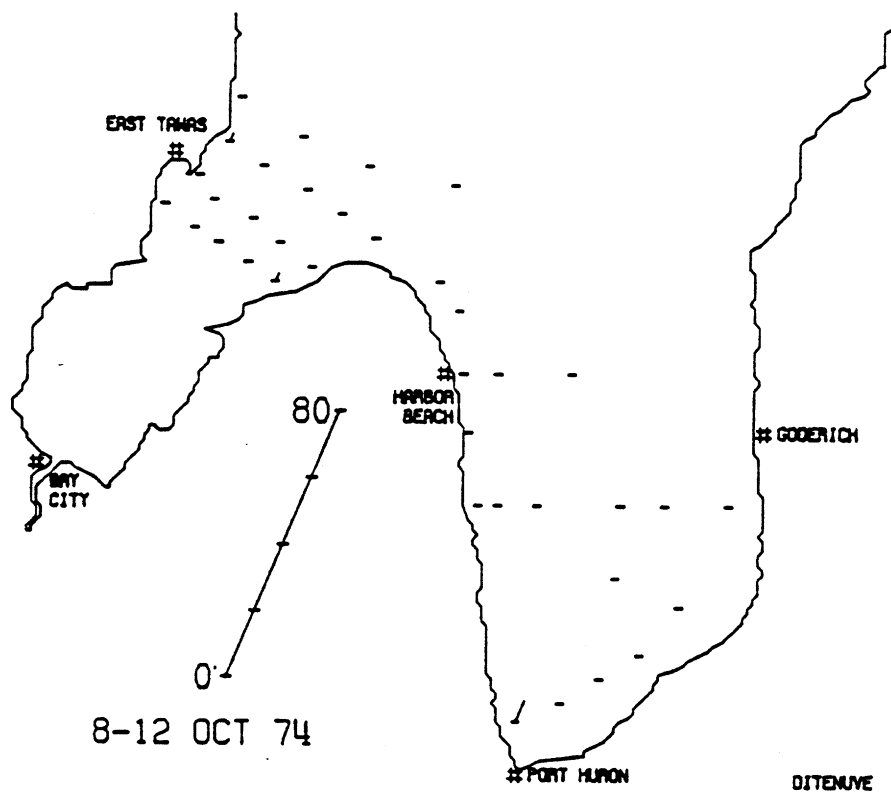 EAST TAWAS
#
#
HARBOR
BEACH
80
# GODERICH
#
BAY
CITY
0
8-12 OCT 74
# PORT HURON
DITENUVE